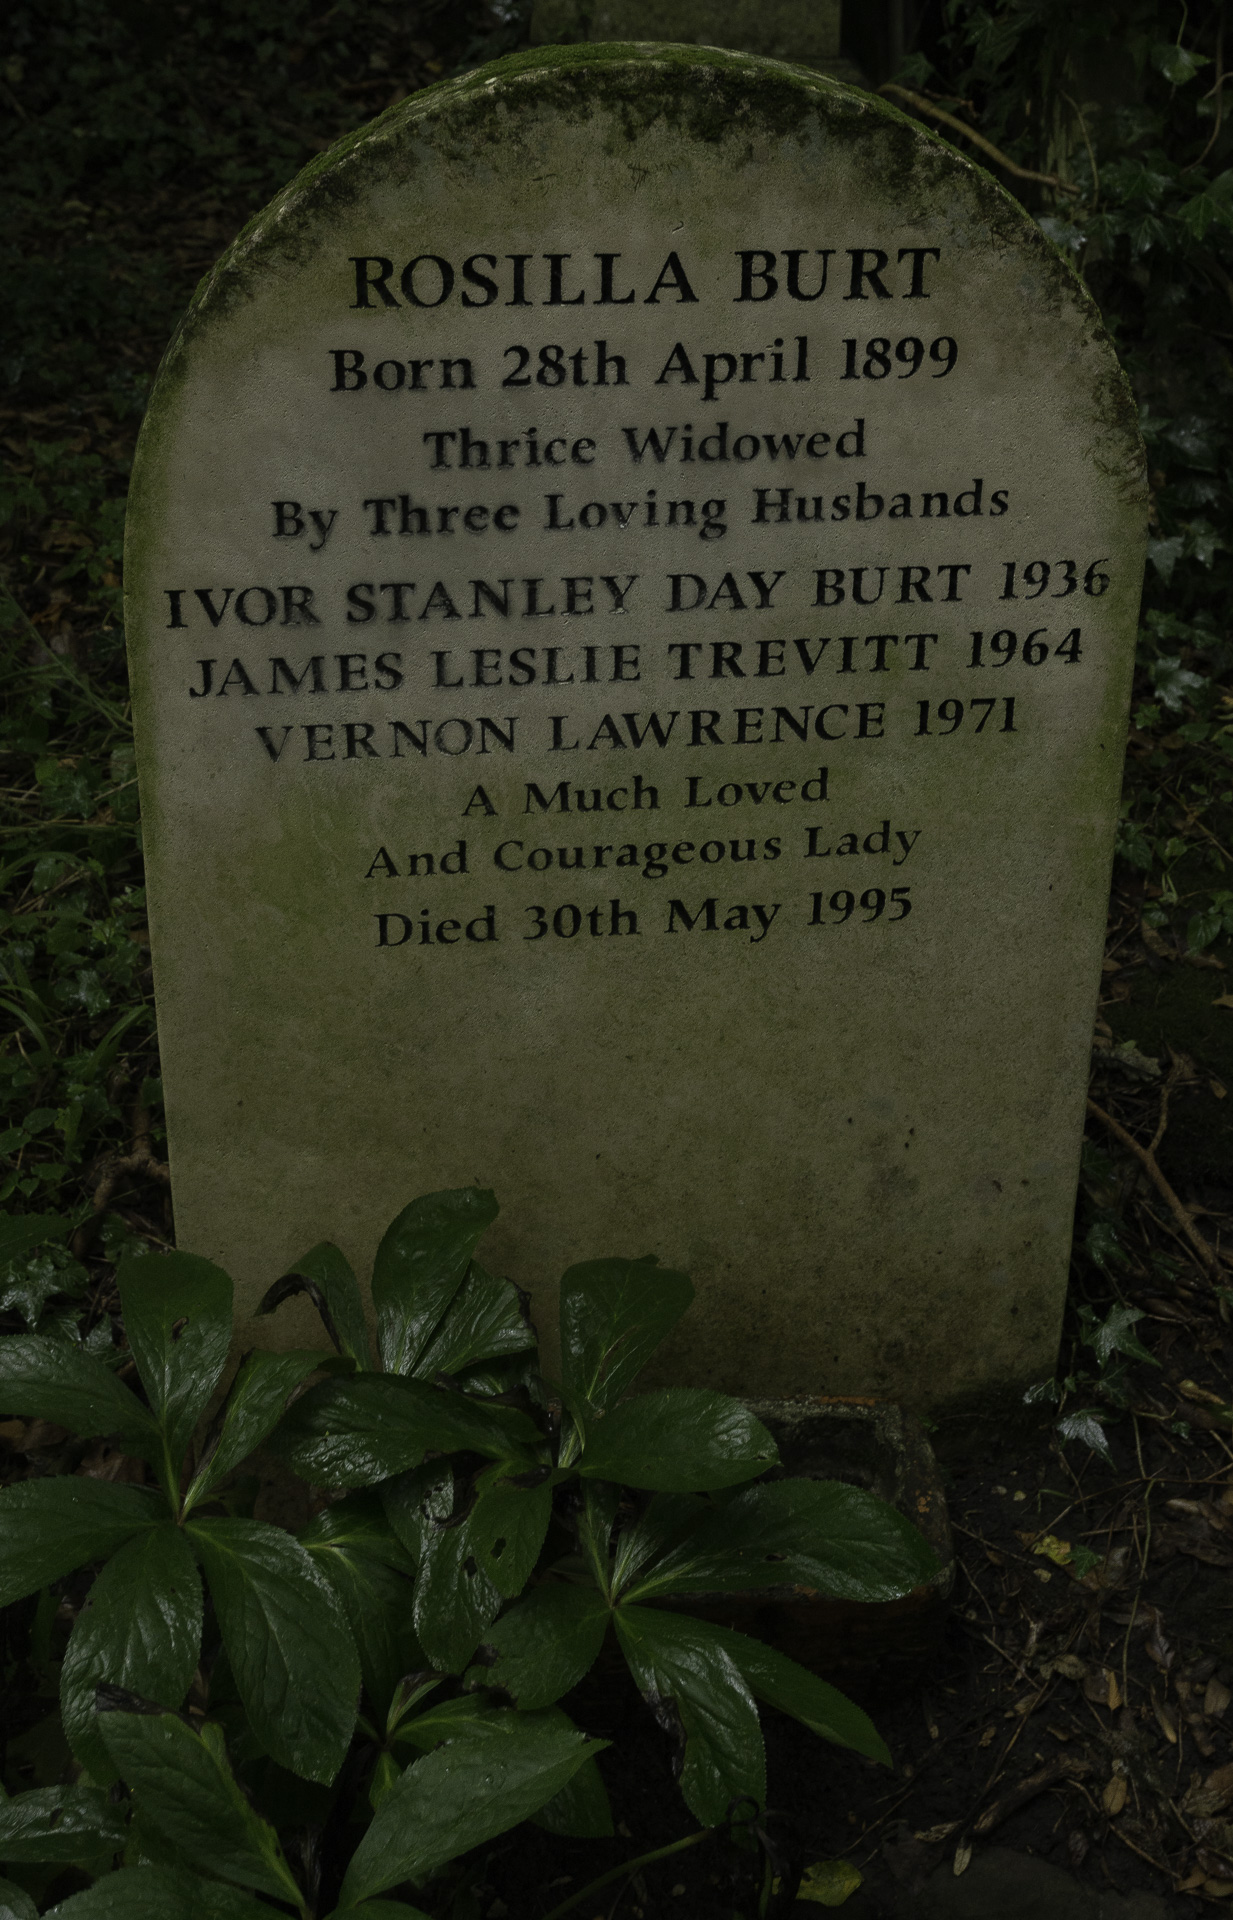 ROSILLA BURT
Born 28th April 1899
Thrice Widowed
By Three Loving Husbands
IVOR STANLEY DAY BURT 1936
JAMES LESLIE TREVITT 1964
VERNON LAWRENCE 1971
A Much Loved
And Courageous Lady
Died 30th May 1995